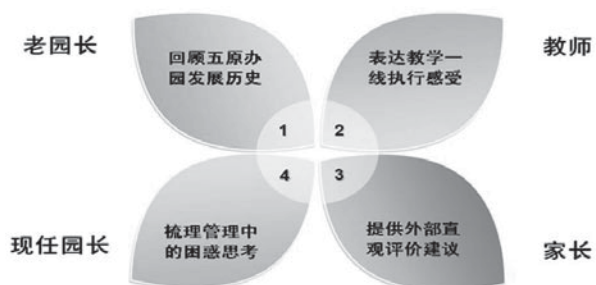 老园长
回顾五原办
园发展历史
表达教学一
线执行感受
教师
1
2
4
3
现任园长
梳理管理中
的困惑思考
提供外部直
观评价建议
家长